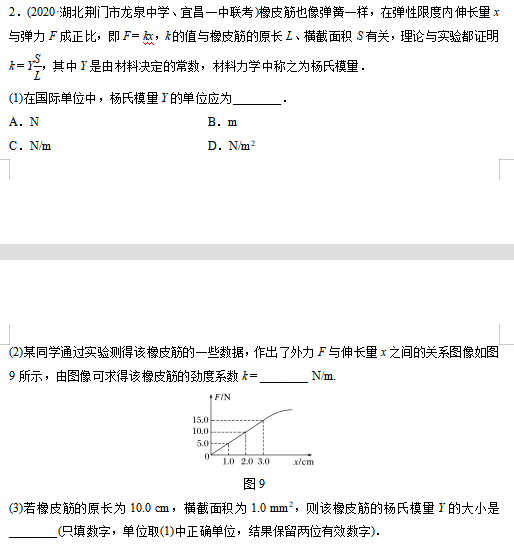 2．(2020·湖北荆门市龙泉中学、宜昌一中联考)橡皮筋也像弹簧一样，在弹性限度内伸长量 x
与弹力 F 成正比，即 F＝kx，k 的值与橡皮筋的原长 L、横截面积 S 有关，理论与实验都证明
k＝Y\frac{S}{L}，其中 Y 是由材料决定的常数，材料力学中称之为杨氏模量．
(1)在国际单位中，杨氏模量 Y 的单位应为________．
A．N B．m
C．N/m D．N/m²
(2)某同学通过实验测得该橡皮筋的一些数据，作出了外力 F 与伸长量 x 之间的关系图像如图
9 所示，由图像可求得该橡皮筋的劲度系数 k＝________ N/m.
F/N
15.0
10.0
5.0
0
1.0 2.0 3.0 x/cm
图 9
(3)若橡皮筋的原长为 10.0 cm，横截面积为 1.0 mm²，则该橡皮筋的杨氏模量 Y 的大小是
________(只填数字，单位取(1)中正确单位，结果保留两位有效数字)．